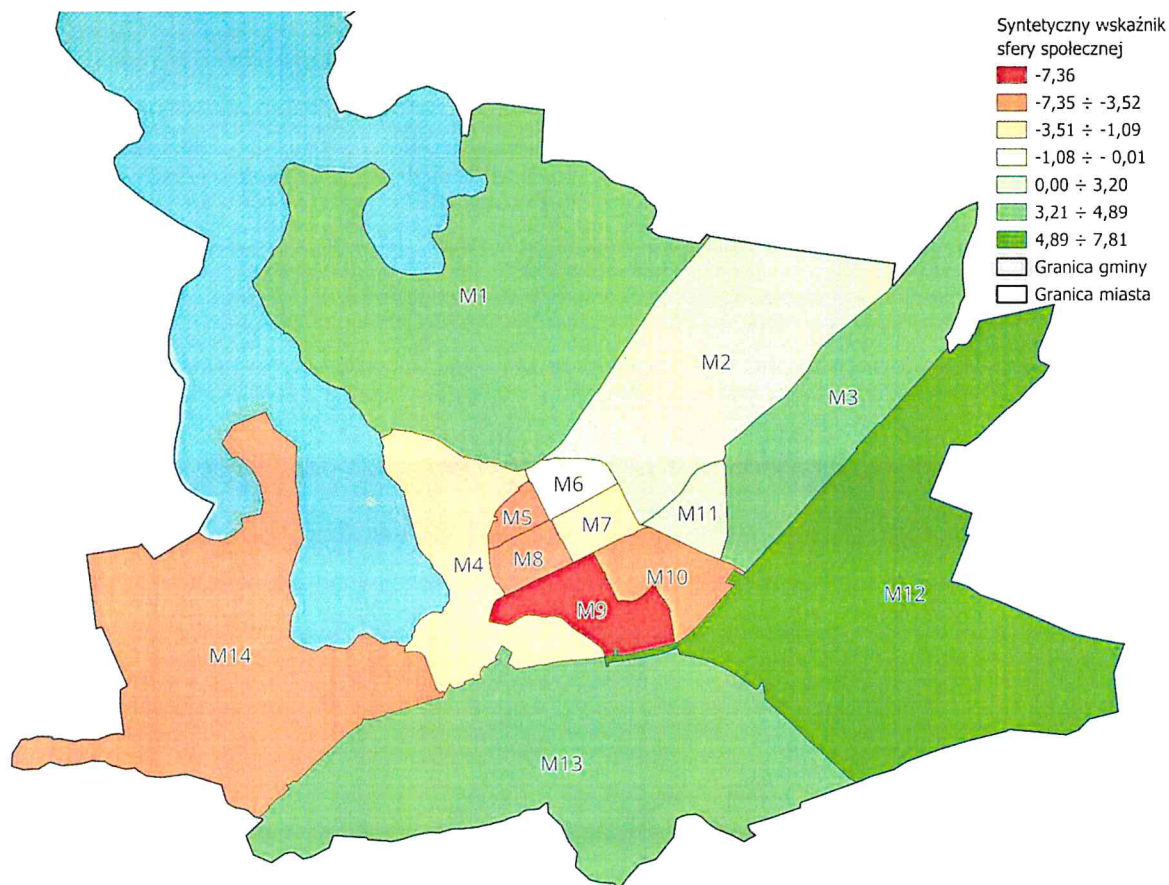 Syntetyczny wskaźnik
sfery społecznej
-7,36
-7,35 ÷ -3,52
-3,51 ÷ -1,09
-1,08 ÷ - 0,01
0,00 ÷ 3,20
3,21 ÷ 4,89
4,89 ÷ 7,81
Granica gminy
Granica miasta
M1
M2
M3
M6
M5
M7
M11
M4
M8
M10
M9
M12
M14
M13